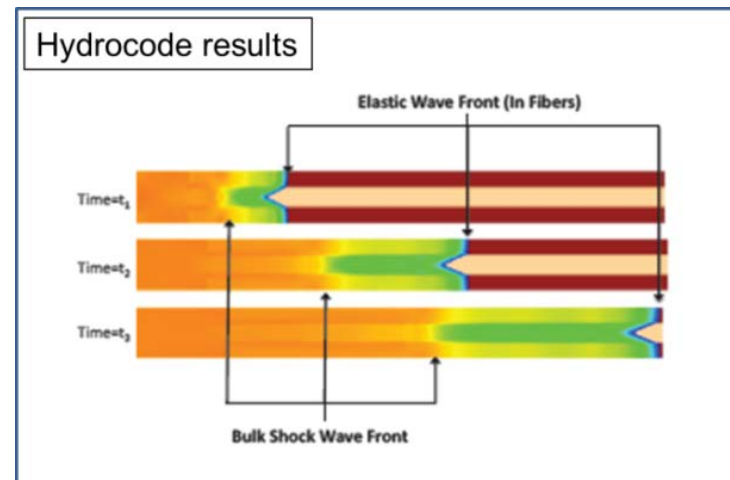 Hydrocode results
Elastic Wave Front (In Fibers)
Time=t₁
Time=t₂
Time=t₃
Bulk Shock Wave Front